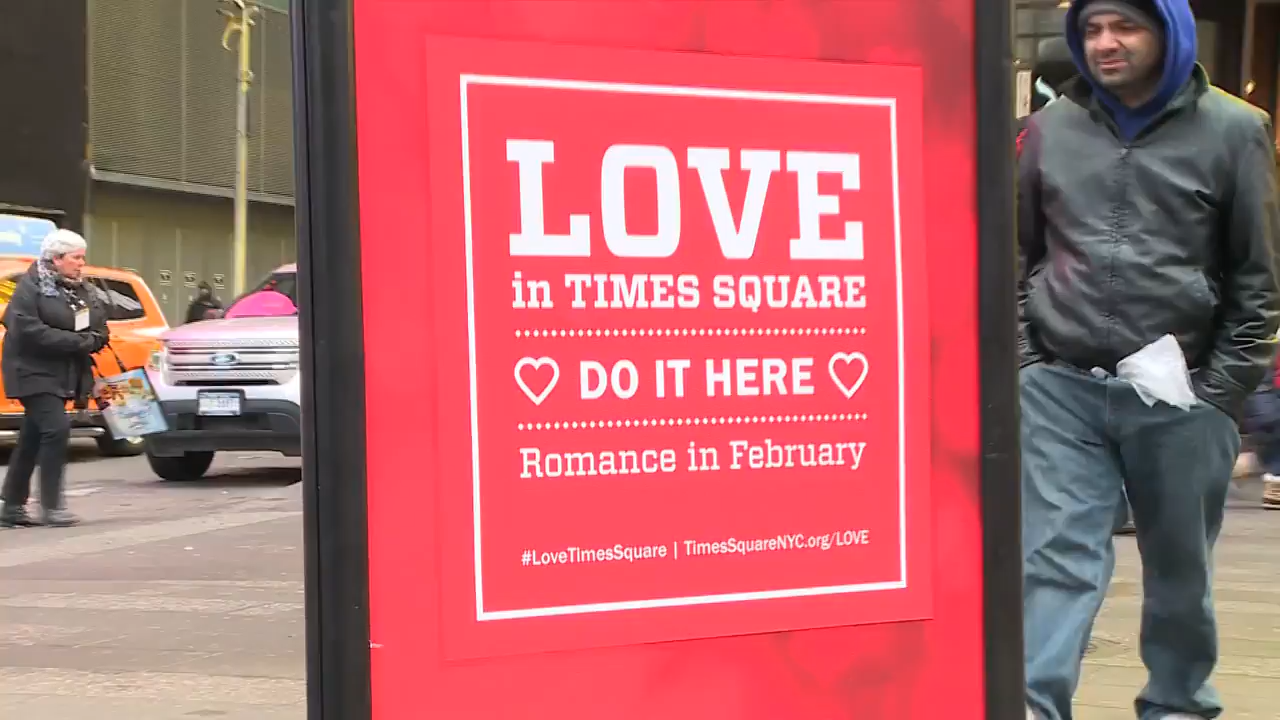 LOVE
in TIMES SQUARE
DO IT HERE
Romance in February
#LoveTimesSquare | TimesSquareNYC.org/LOVE